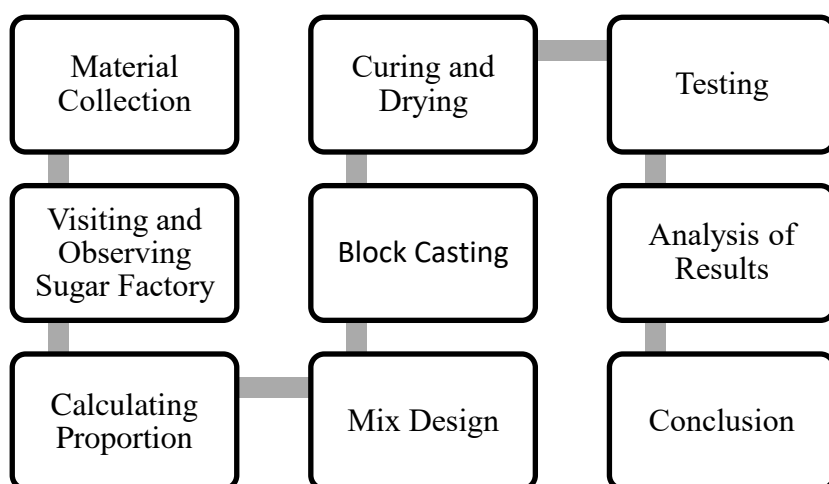 Material
Collection
Visiting and
Observing
Sugar Factory
Calculating
Proportion
Mix Design
Block Casting
Curing and
Drying
Testing
Analysis of
Results
Conclusion